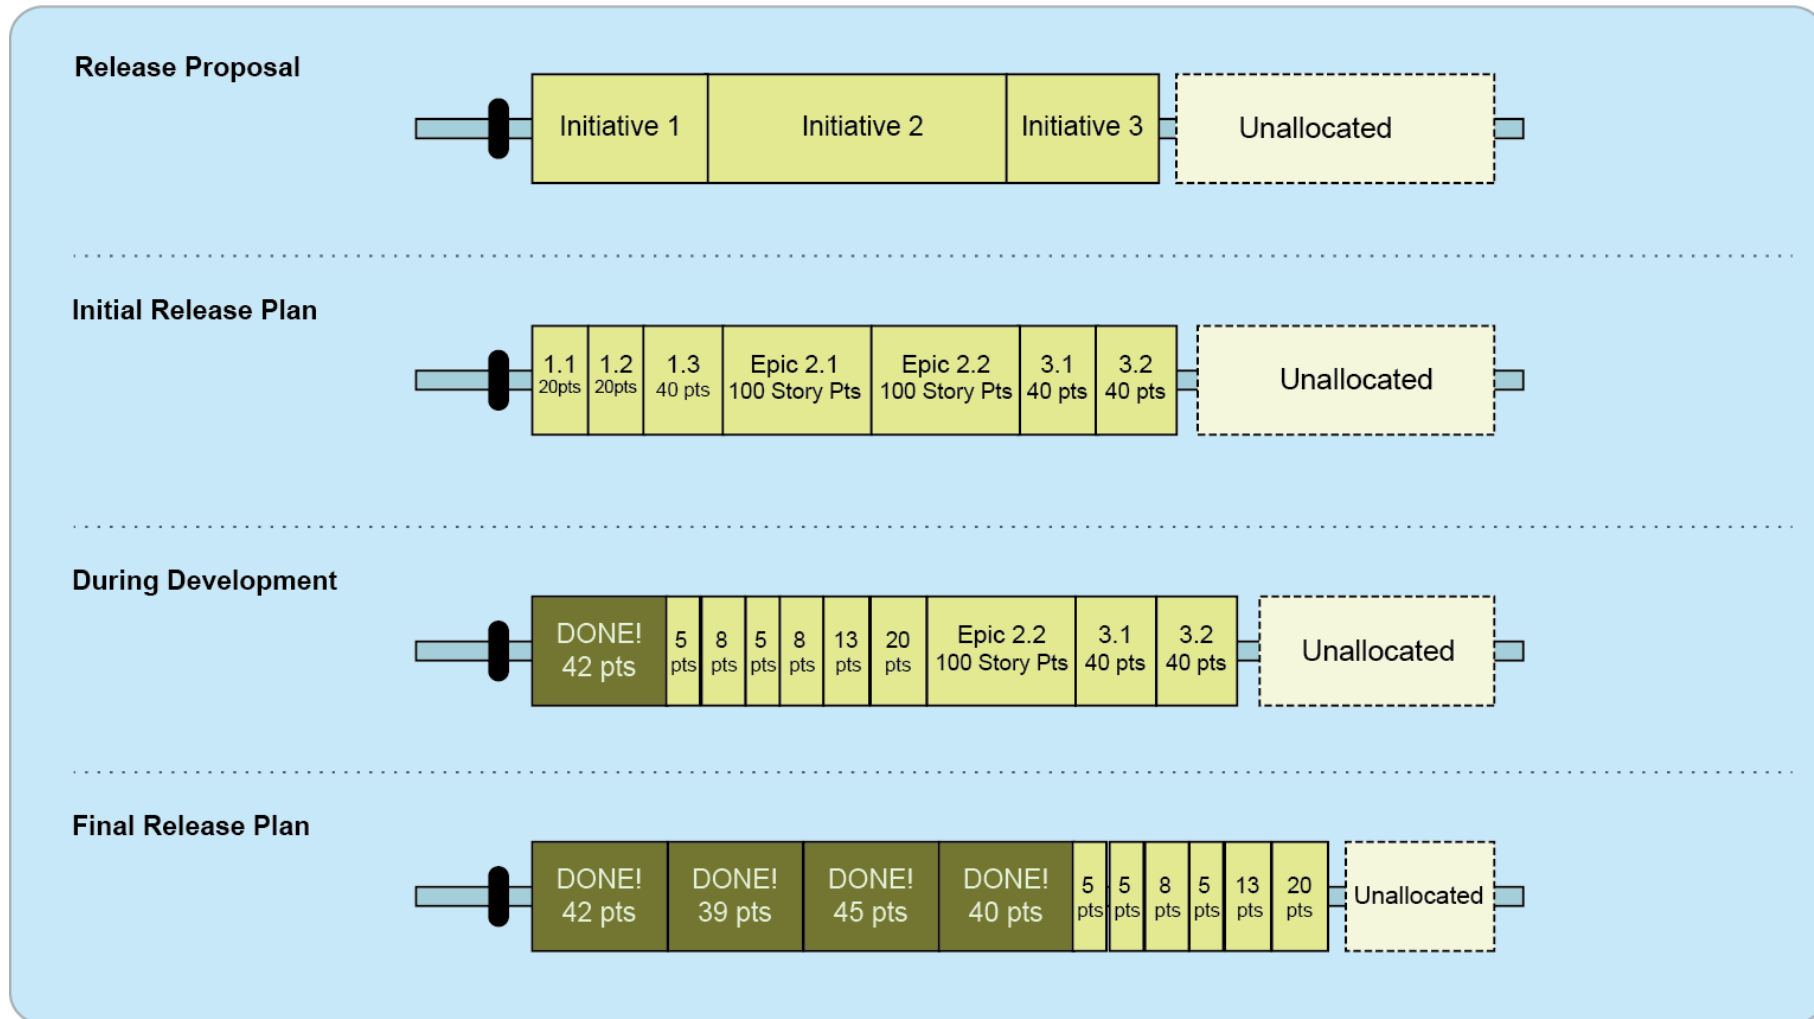 Release Proposal
Initiative 1
Initiative 2
Initiative 3
Unallocated
Initial Release Plan
1.1
20pts
1.2
20pts
1.3
40 pts
Epic 2.1
100 Story Pts
Epic 2.2
100 Story Pts
3.1
40 pts
3.2
40 pts
Unallocated
During Development
DONE!
42 pts
5
pts
8
pts
5
pts
8
pts
13
pts
20
pts
Epic 2.2
100 Story Pts
3.1
40 pts
3.2
40 pts
Unallocated
Final Release Plan
DONE!
42 pts
DONE!
39 pts
DONE!
45 pts
DONE!
40 pts
5
pts
5
pts
8
pts
5
pts
13
pts
20
pts
Unallocated